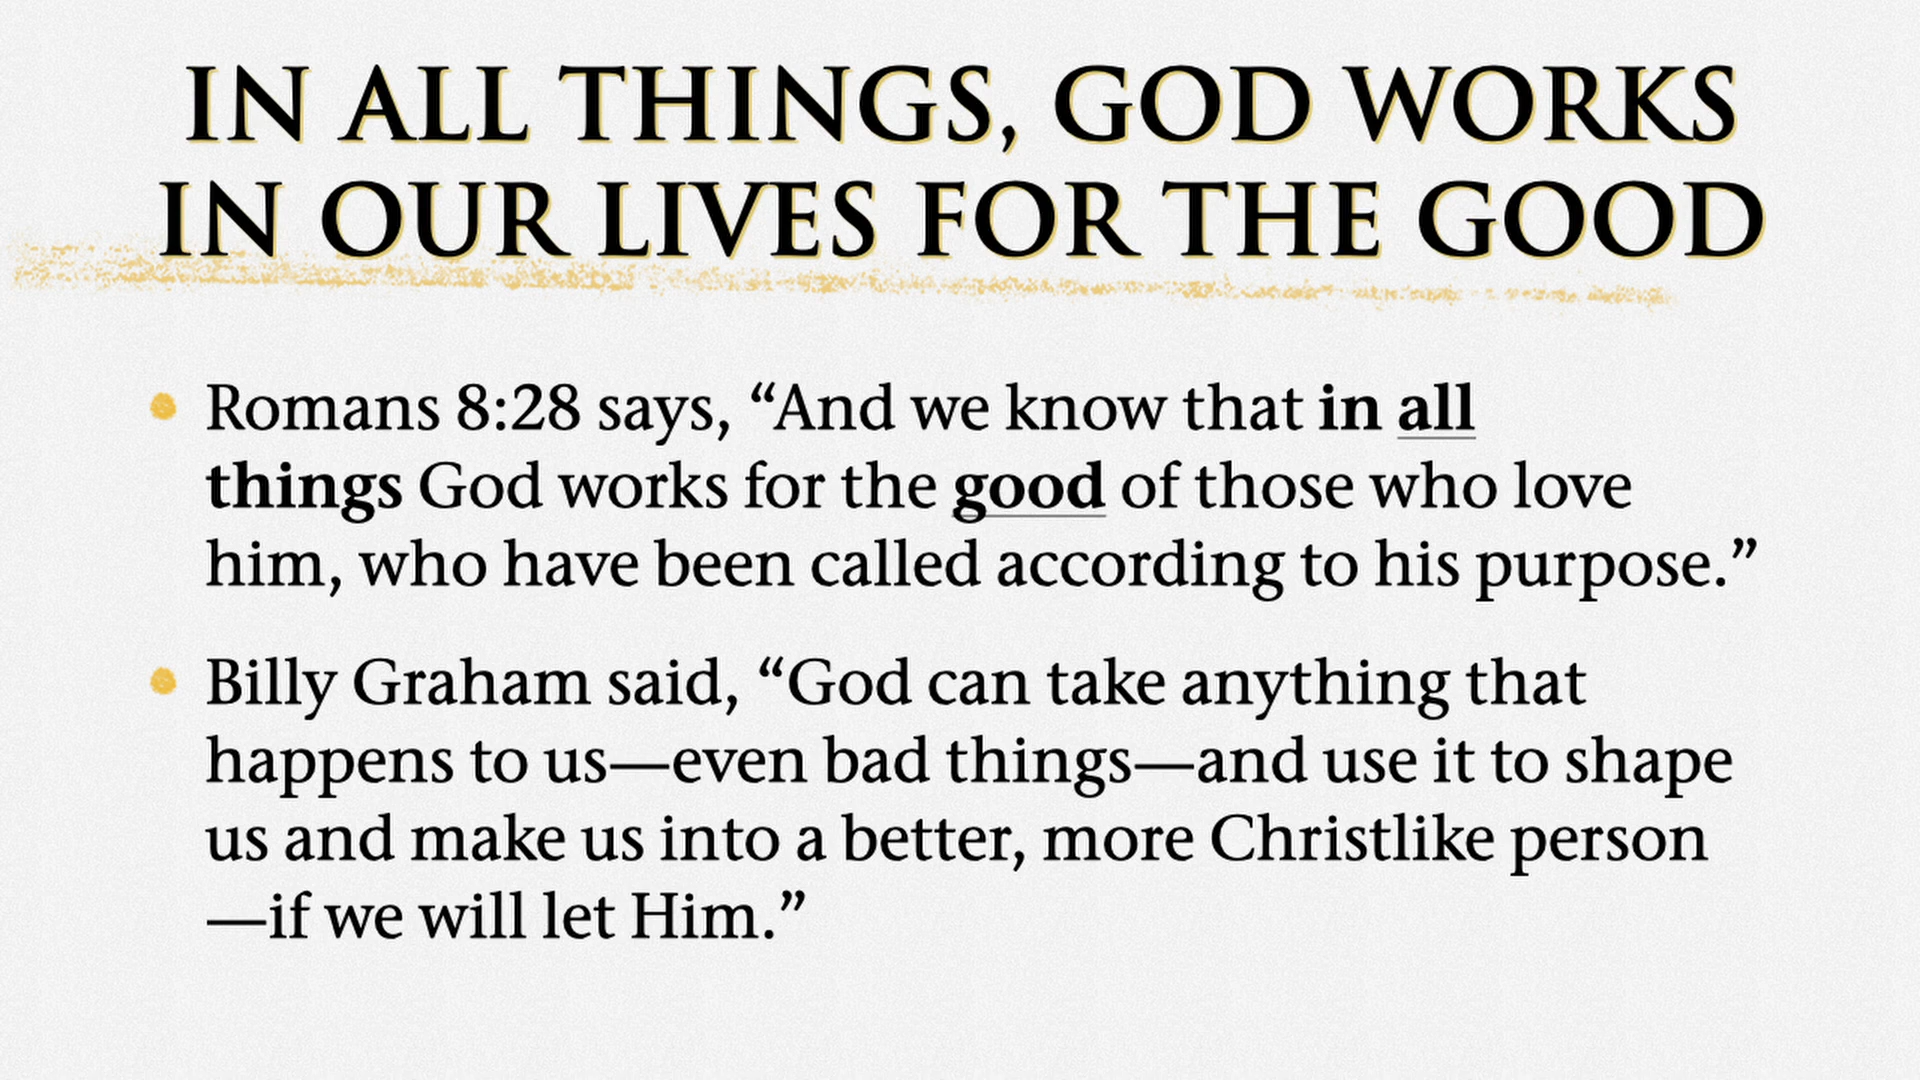 IN ALL THINGS, GOD WORKS
IN OUR LIVES FOR THE GOOD
Romans 8:28 says, “And we know that in all
things God works for the good of those who love
him, who have been called according to his purpose.”
Billy Graham said, “God can take anything that
happens to us—even bad things—and use it to shape
us and make us into a better, more Christlike person
—if we will let Him.”